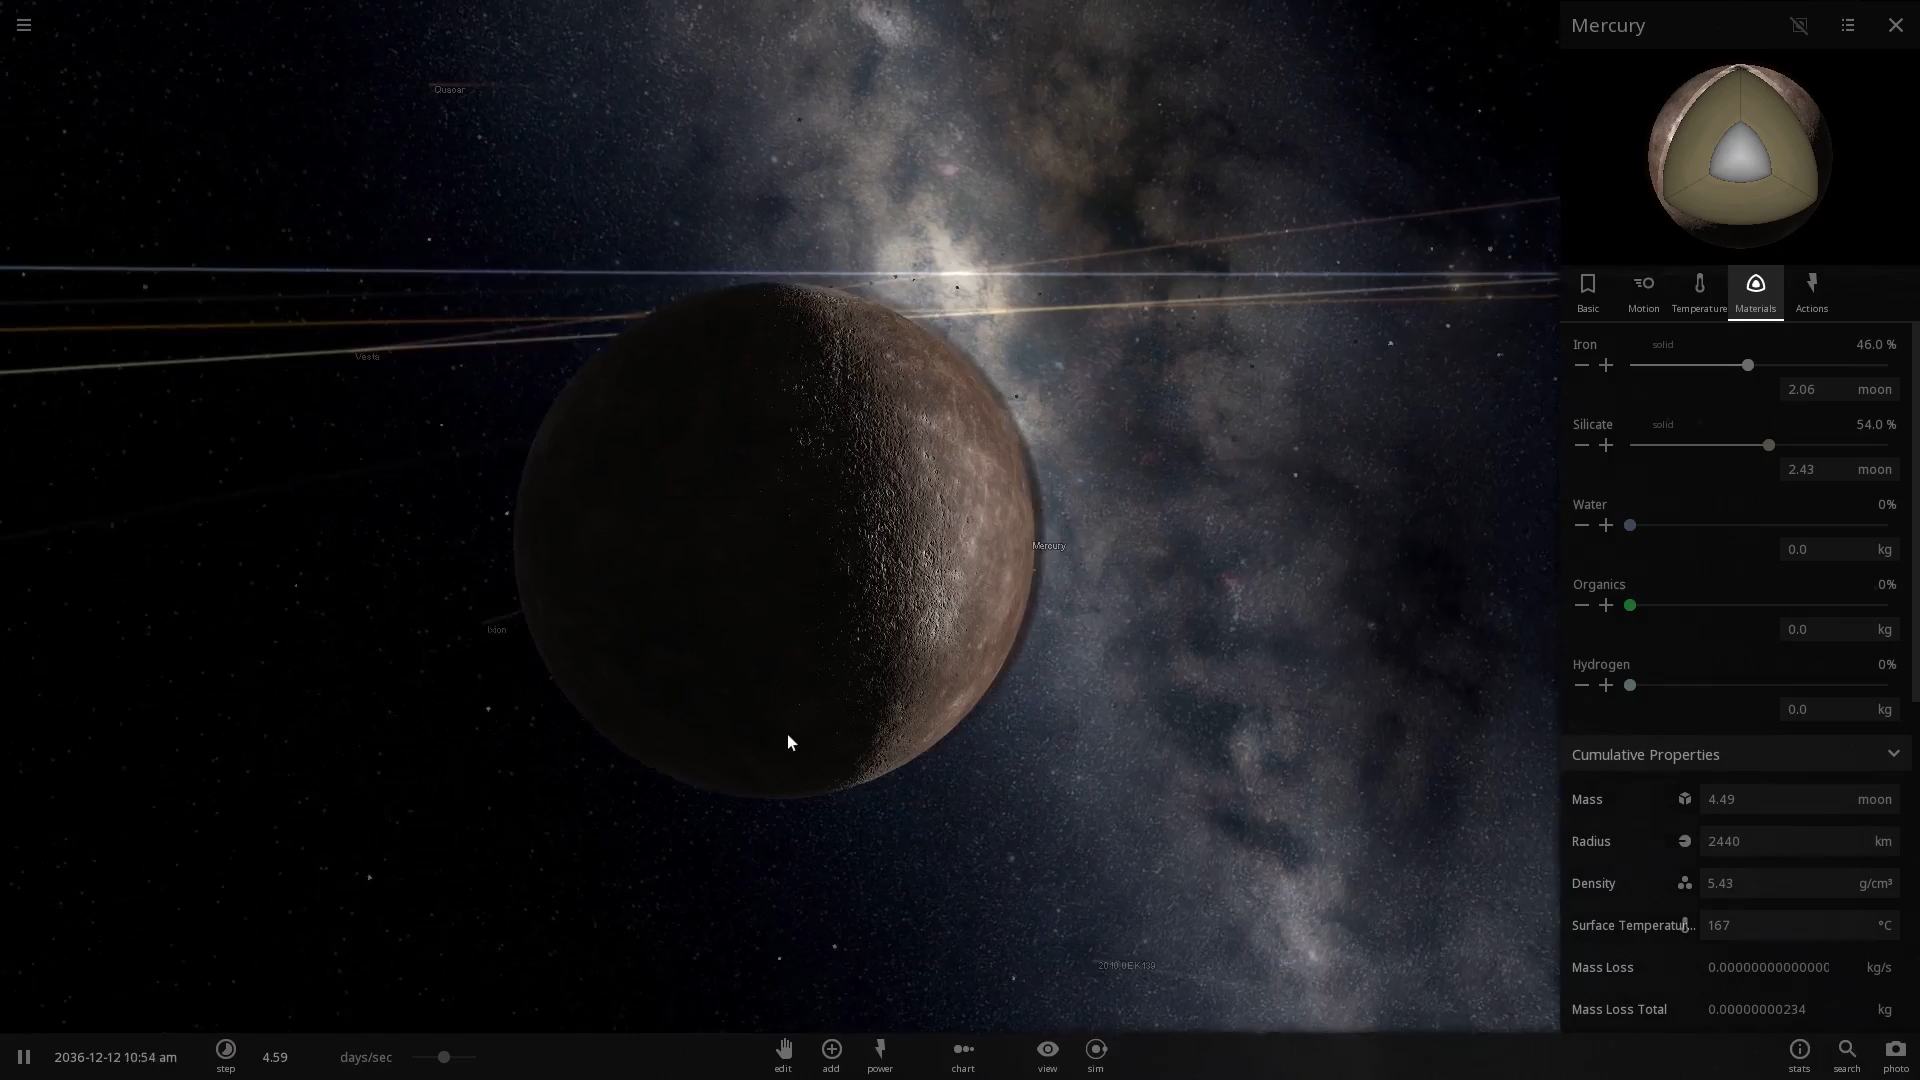 Mercury
Quaoar
Basic
Motion
Temperature
Materials
Actions
Iron solid 46.0 %
2.06 moon
Vesta
Silicate solid 54.0 %
2.43 moon
Water 0%
0.0 kg
Mercury
Organics 0%
0.0 kg
Ixion
Hydrogen 0%
0.0 kg
Cumulative Properties
Mass 4.49 moon
Radius 2440 km
Density 5.43 g/cm³
Surface Temperatur... 167 °C
Mass Loss 0.00000000000000 kg/s
Mass Loss Total 0.00000000234 kg
2036-12-12 10:54 am
step
4.59 days/sec
edit
add
power
chart
view
sim
stats
search
photo